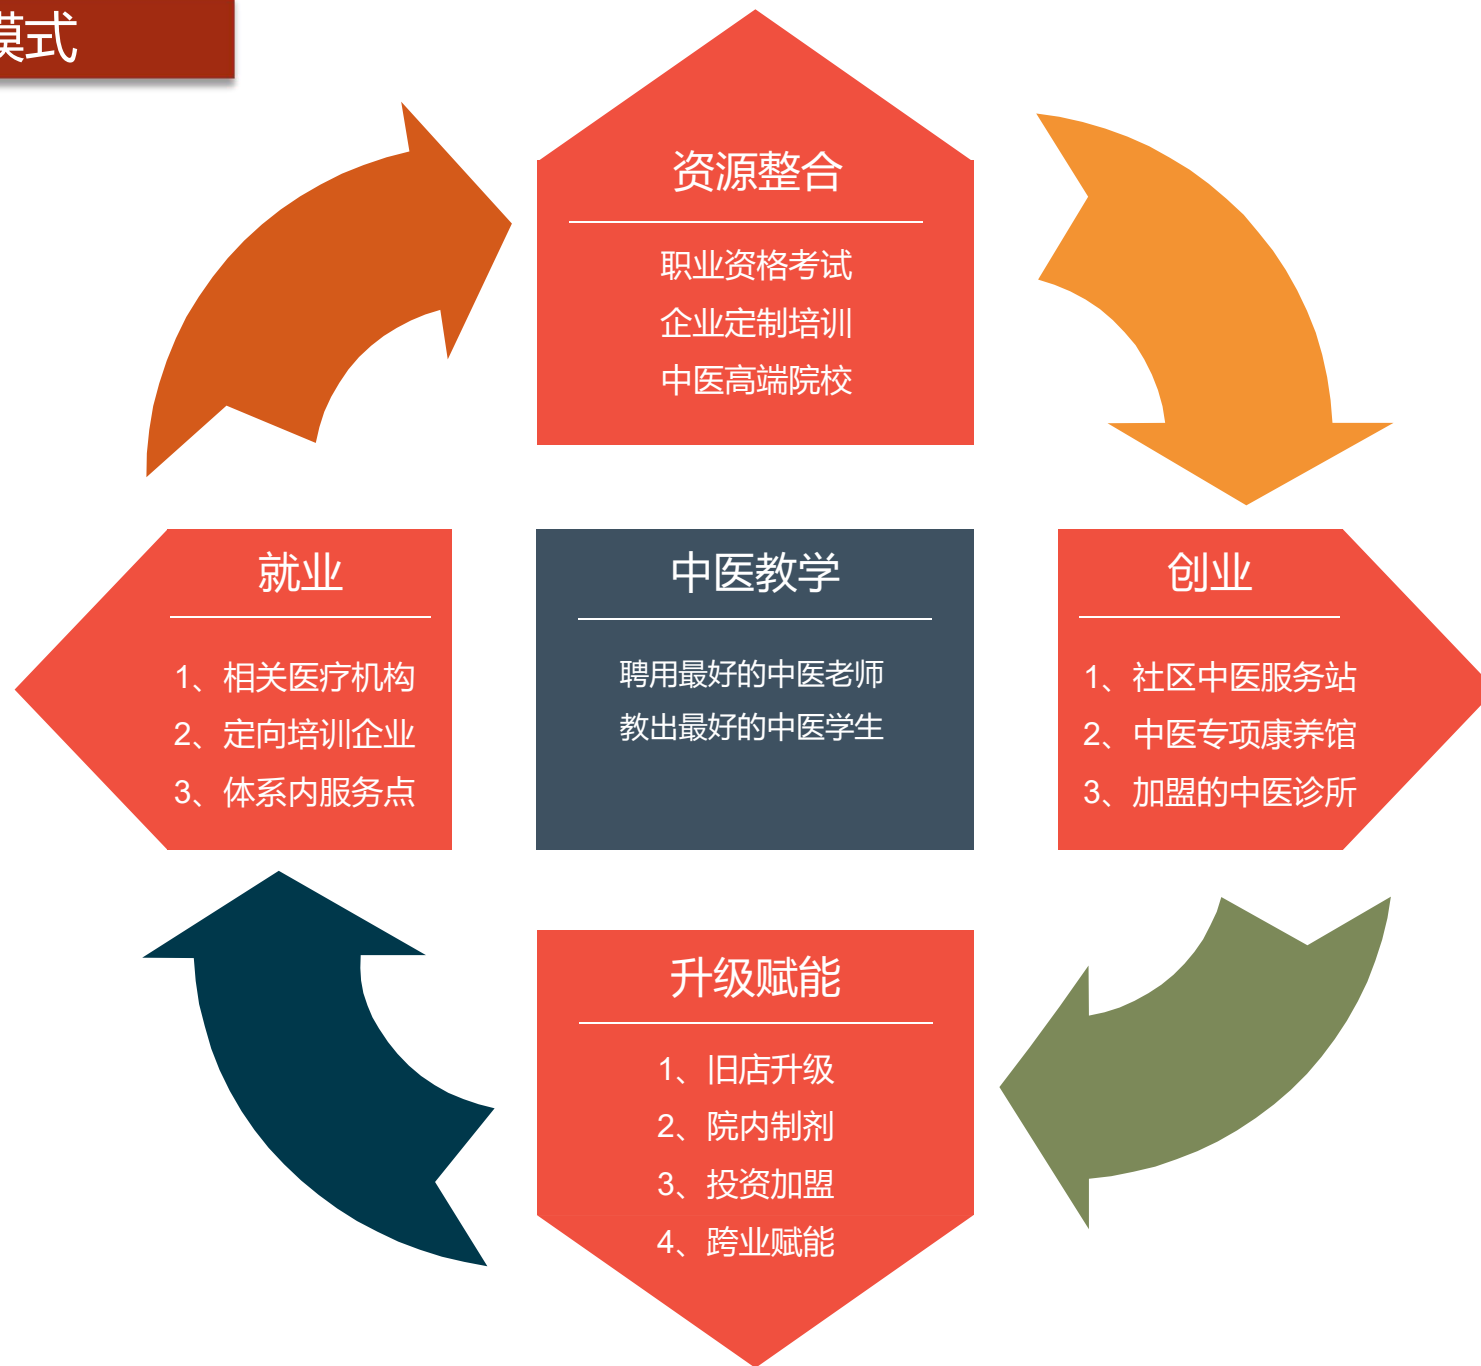 模式
资源整合
职业资格考试
企业定制培训
中医高端院校
就业
1、相关医疗机构
2、定向培训企业
3、体系内服务点
中医教学
聘用最好的中医老师
教出最好的中医学生
创业
1、社区中医服务站
2、中医专项康养馆
3、加盟的中医诊所
升级赋能
1、旧店升级
2、院内制剂
3、投资加盟
4、跨业赋能